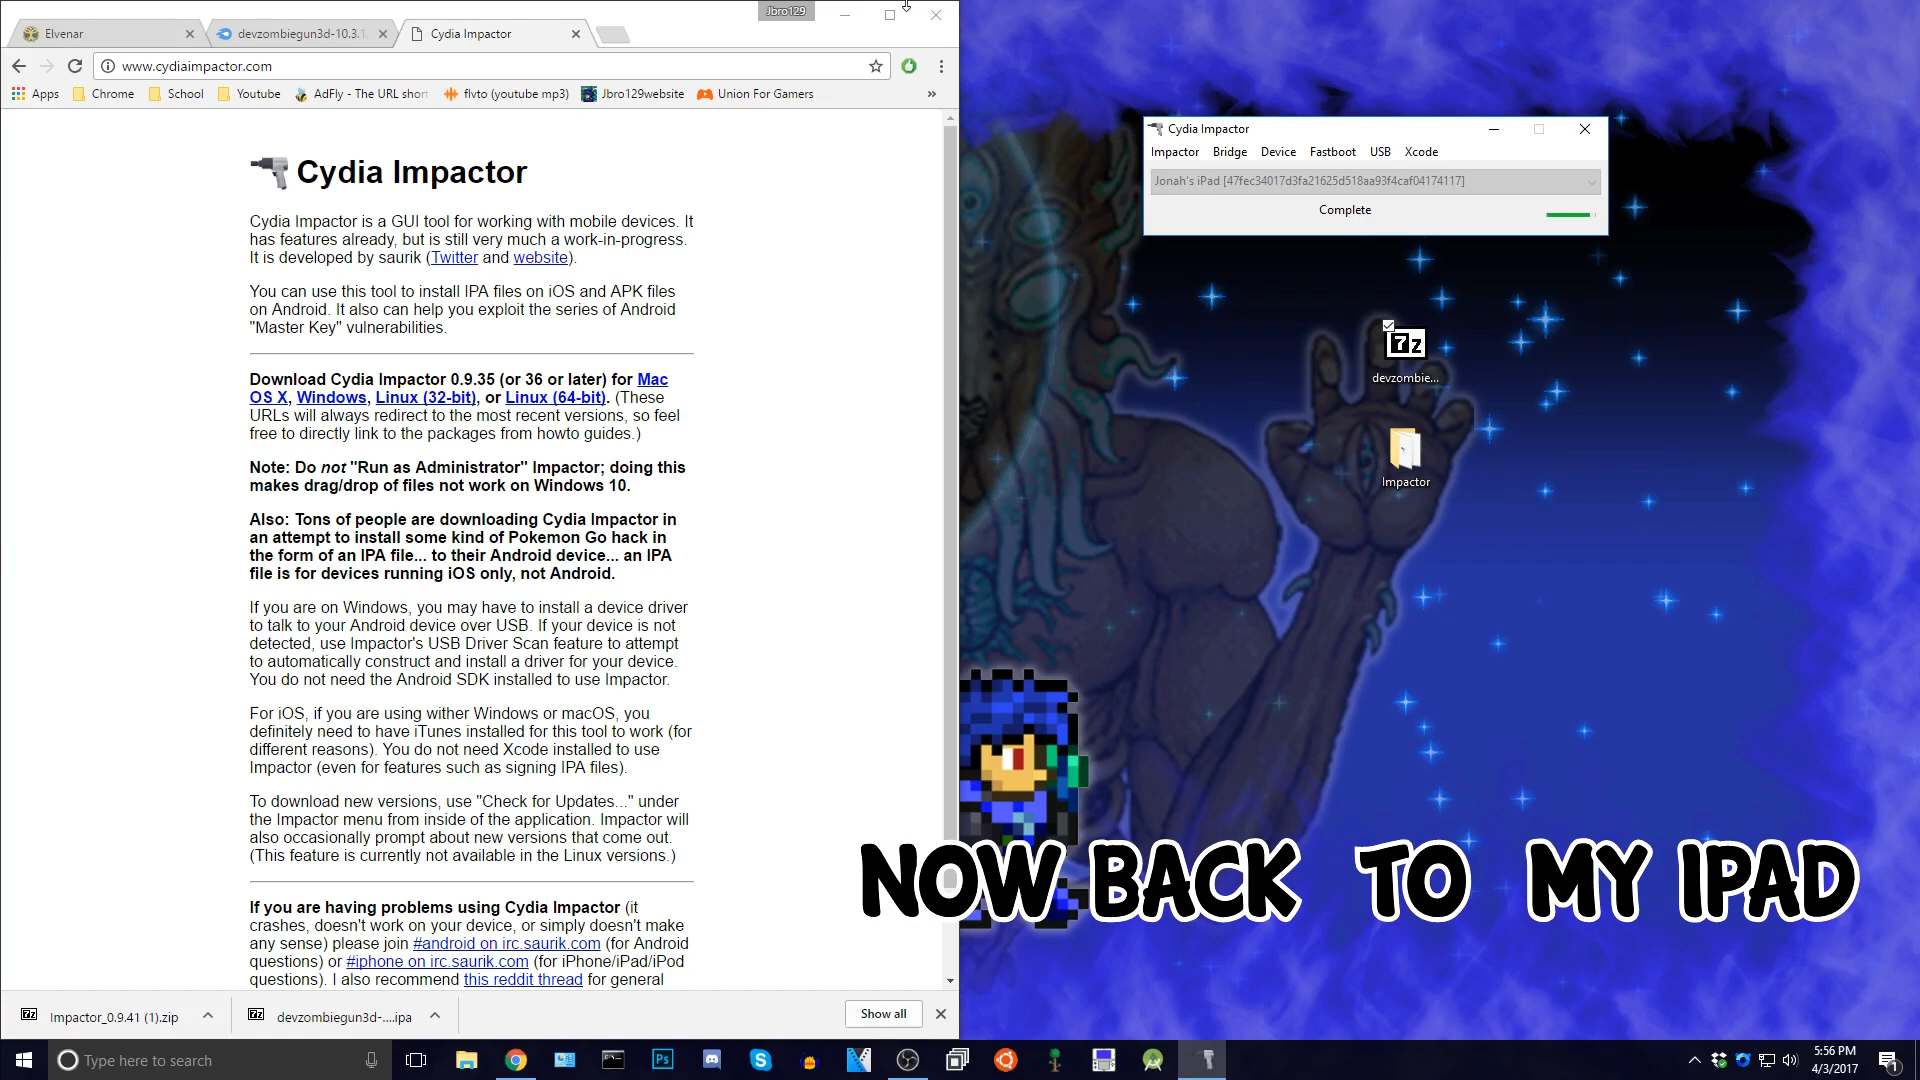 Jbro129
Elvenar
devzombiegun3d-10.3.1
Cydia Impactor
www.cydiaimpactor.com
Apps
Chrome
School
Youtube
AdFly - The URL short
flvto (youtube mp3)
Jbro129website
Union For Gamers
»
Cydia Impactor
Cydia Impactor is a GUI tool for working with mobile devices. It
has features already, but is still very much a work-in-progress.
It is developed by saurik (Twitter and website).
You can use this tool to install IPA files on iOS and APK files
on Android. It also can help you exploit the series of Android
"Master Key" vulnerabilities.
Download Cydia Impactor 0.9.35 (or 36 or later) for Mac
OS X, Windows, Linux (32-bit), or Linux (64-bit). (These
URLs will always redirect to the most recent versions, so feel
free to directly link to the packages from howto guides.)
Note: Do not "Run as Administrator" Impactor; doing this
makes drag/drop of files not work on Windows 10.
Also: Tons of people are downloading Cydia Impactor in
an attempt to install some kind of Pokemon Go hack in
the form of an IPA file... to their Android device... an IPA
file is for devices running iOS only, not Android.
If you are on Windows, you may have to install a device driver
to talk to your Android device over USB. If your device is not
detected, use Impactor's USB Driver Scan feature to attempt
to automatically construct and install a driver for your device.
You do not need the Android SDK installed to use Impactor.
For iOS, if you are using wither Windows or macOS, you
definitely need to have iTunes installed for this tool to work (for
different reasons). You do not need Xcode installed to use
Impactor (even for features such as signing IPA files).
To download new versions, use "Check for Updates..." under
the Impactor menu from inside of the application. Impactor will
also occasionally prompt about new versions that come out.
(This feature is currently not available in the Linux versions.)
If you are having problems using Cydia Impactor (it
crashes, doesn't work on your device, or simply doesn't make
any sense) please join #android on irc.saurik.com (for Android
questions) or #iphone on irc.saurik.com (for iPhone/iPad/iPod
questions). I also recommend this reddit thread for general
Impactor_0.9.41 (1).zip
devzombiegun3d-....ipa
Show all
Cydia Impactor
Impactor Bridge Device Fastboot USB Xcode
Jonah's iPad [47fec34017d3fa21625d518aa93f4caf04174117]
Complete
7z
devzombie...
Impactor
NOW BACK TO MY IPAD
Type here to search
Ps
5:56 PM
4/3/2017
1